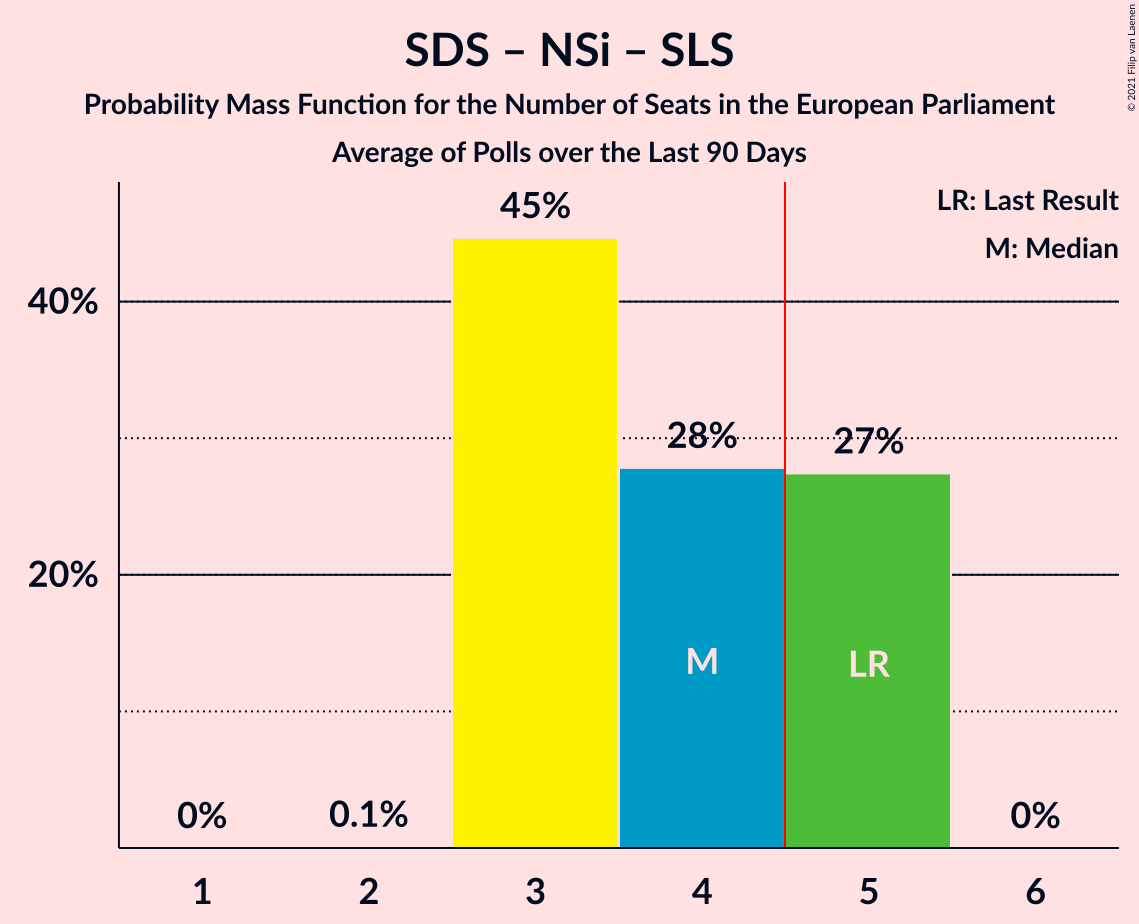 SDS – NSi – SLS
Probability Mass Function for the Number of Seats in the European Parliament
Average of Polls over the Last 90 Days
© 2021 Filip van Laenen
LR: Last Result
M: Median
45%
40%
28%
27%
20%
M
LR
0%
0.1%
0%
1
2
3
4
5
6